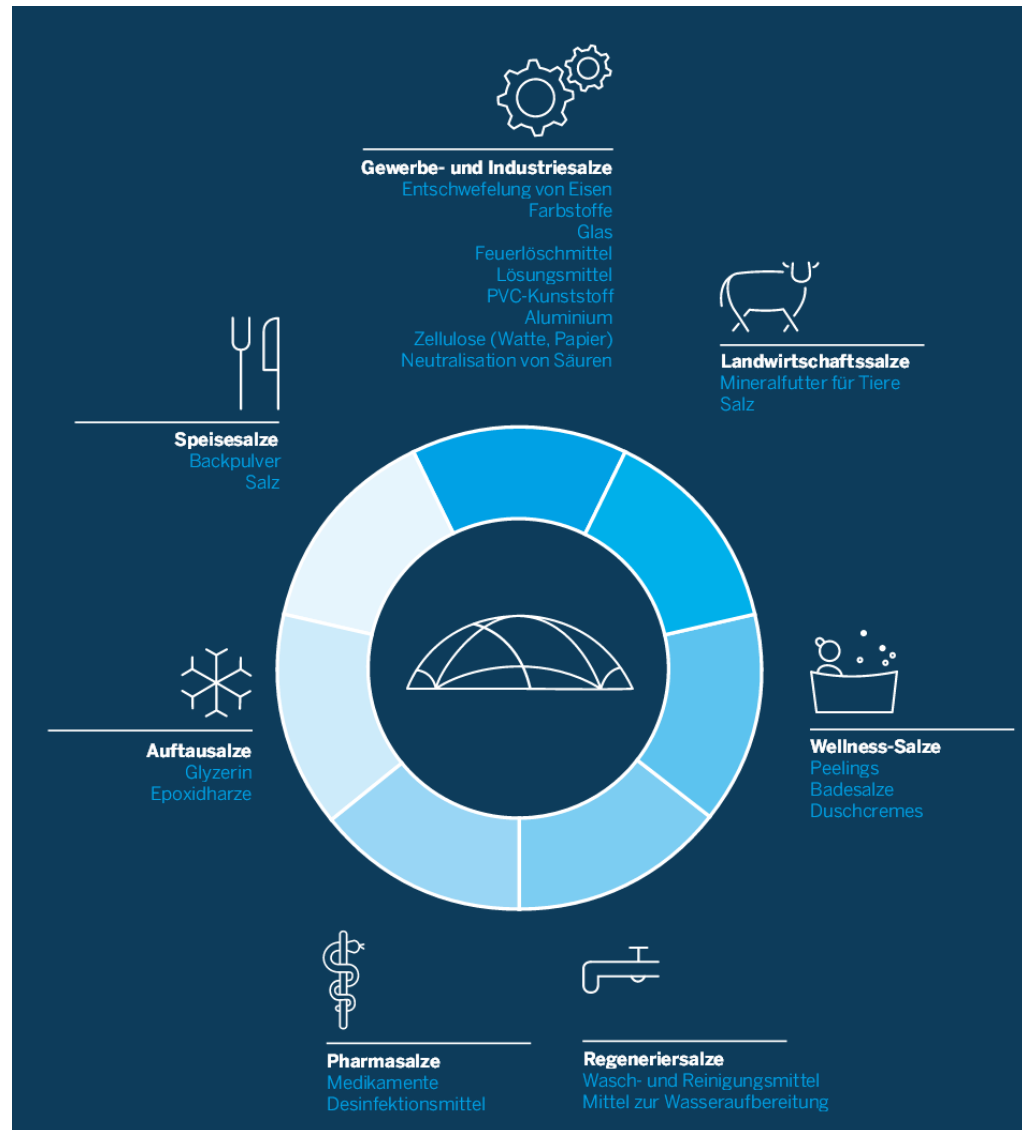 Gewerbe- und Industriesalze
Entschwefelung von Eisen
Farbstoffe
Glas
Feuerlöschmittel
Lösungsmittel
PVC-Kunststoff
Aluminium
Zellulose (Watte, Papier)
Neutralisation von Säuren
Landwirtschaftssalze
Mineralfutter für Tiere
Salz
Speisesalze
Backpulver
Salz
Wellness-Salze
Peelings
Badesalze
Duschcremes
Auftausalze
Glyzerin
Epoxidharze
Pharmasalze
Medikamente
Desinfektionsmittel
Regeneriersalze
Wasch- und Reinigungsmittel
Mittel zur Wasseraufbereitung